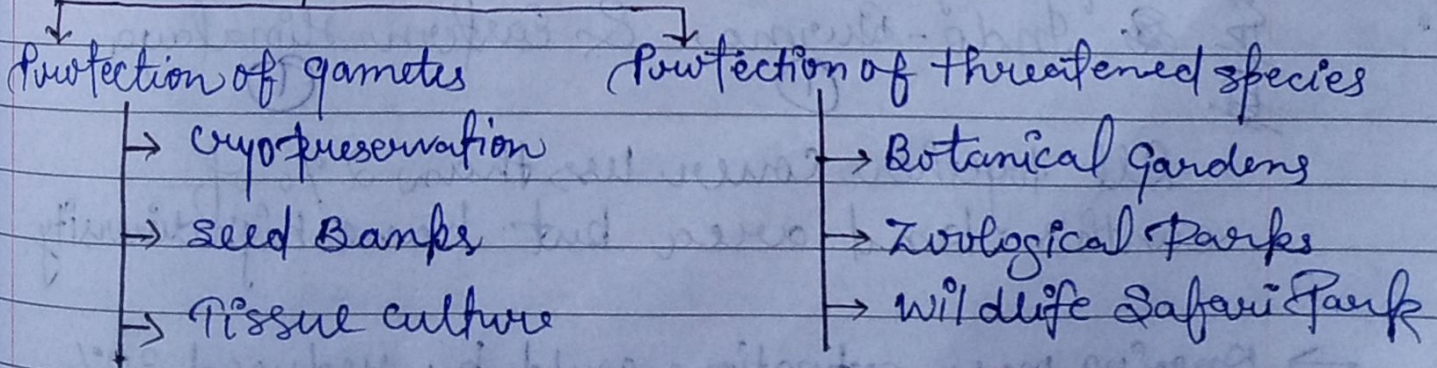 Protection of gametes
Protection of threatened species
→ Cryopreservation
→ Botanical Gardens
→ Seed Banks
→ Zoological Parks
→ Tissue culture
→ Wildlife Safari Park